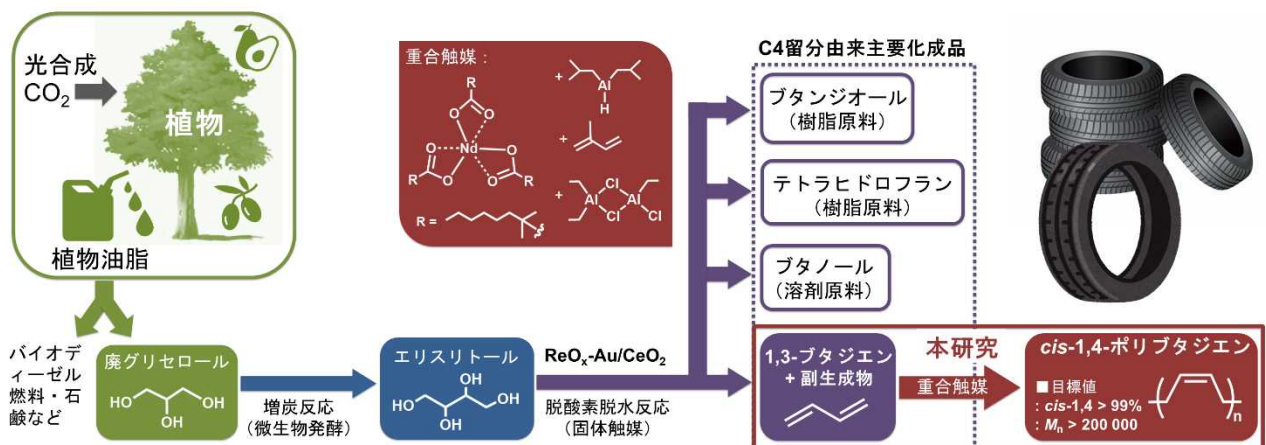 光合成
CO2
植物
植物油脂
バイオデ
ィーゼル
燃料・石
鹸など
廃グリセロール
HO
OH
OH
増炭反応
(微生物発酵)
エリスリトール
OH
HO
OH
OH
重合触媒：
R
O
O
Nd
O
O
R
O
O
R
R =
+
Al
H
+
+
Cl
Al
Al
Cl
Cl
ReOx-Au/CeO2
脱酸素脱水反応
(固体触媒)
C4留分由来主要化成品
ブタンジオール
(樹脂原料)
テトラヒドロフラン
(樹脂原料)
ブタノール
(溶剤原料)
1,3-ブタジエン
+ 副生成物
本研究
重合触媒
cis-1,4-ポリブタジエン
■目標値
: cis-1,4 > 99%
: Mn > 200 000
n